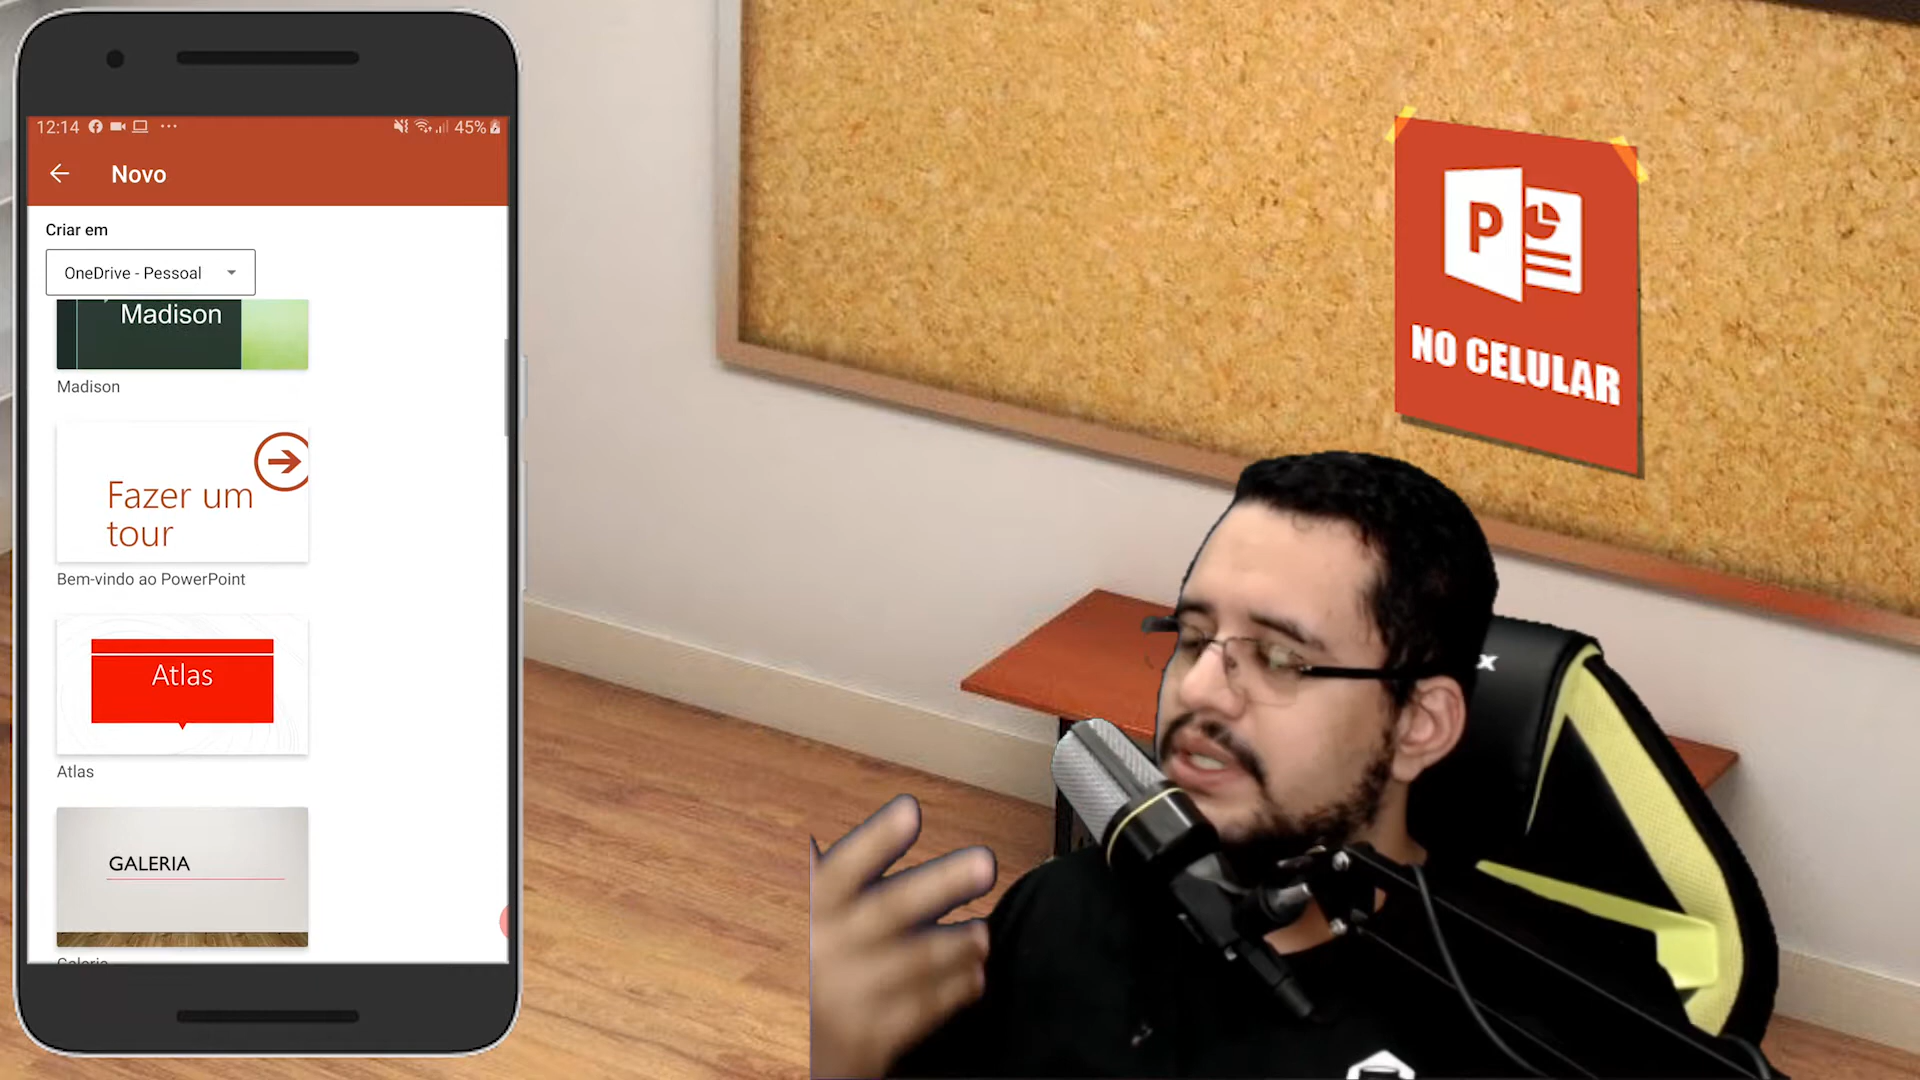 12:14
45%
Novo
Criar em
OneDrive - Pessoal
Madison
Madison
Fazer um
tour
Bem-vindo ao PowerPoint
Atlas
Atlas
GALERIA
Galeria
P
NO CELULAR
X